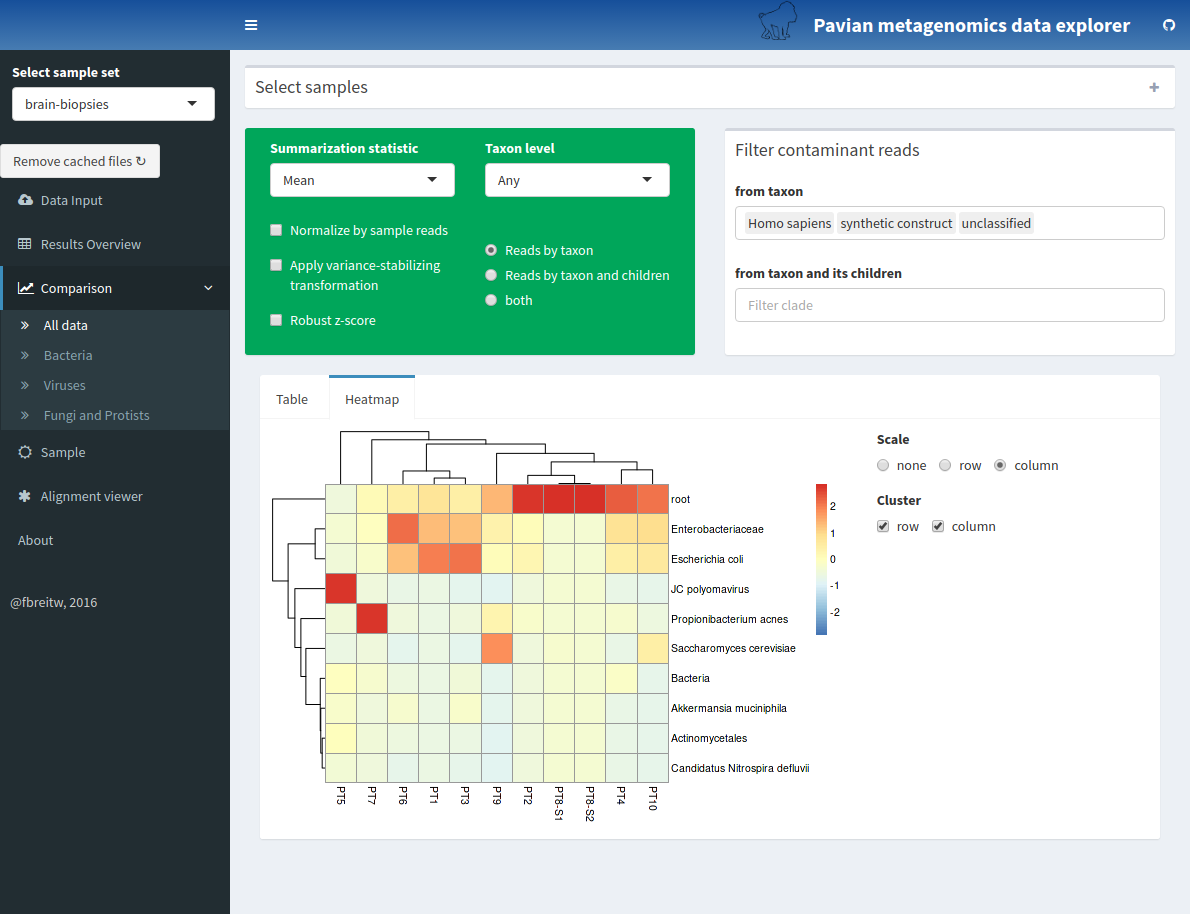 Pavian metagenomics data explorer
Select sample set
brain-biopsies
Remove cached files ↻
Data Input
Results Overview
Comparison
All data
Bacteria
Viruses
Fungi and Protists
Sample
Alignment viewer
About
@fbreitw, 2016
Select samples
Summarization statistic
Mean
Normalize by sample reads
Apply variance-stabilizing
transformation
Robust z-score
Taxon level
Any
Reads by taxon
Reads by taxon and children
both
Filter contaminant reads
from taxon
Homo sapiens synthetic construct unclassified
from taxon and its children
Filter clade
Table Heatmap
root
Enterobacteriaceae
Escherichia coli
JC polyomavirus
Propionibacterium acnes
Saccharomyces cerevisiae
Bacteria
Akkermansia muciniphila
Actinomycetales
Candidatus Nitrospira defluvii
PT5 PT7 PT6 PT1 PT3 PT9 PT2 PT8-S1 PT8-S2 PT4 PT10
2
1
0
-1
-2
Scale
none row column
Cluster
row column